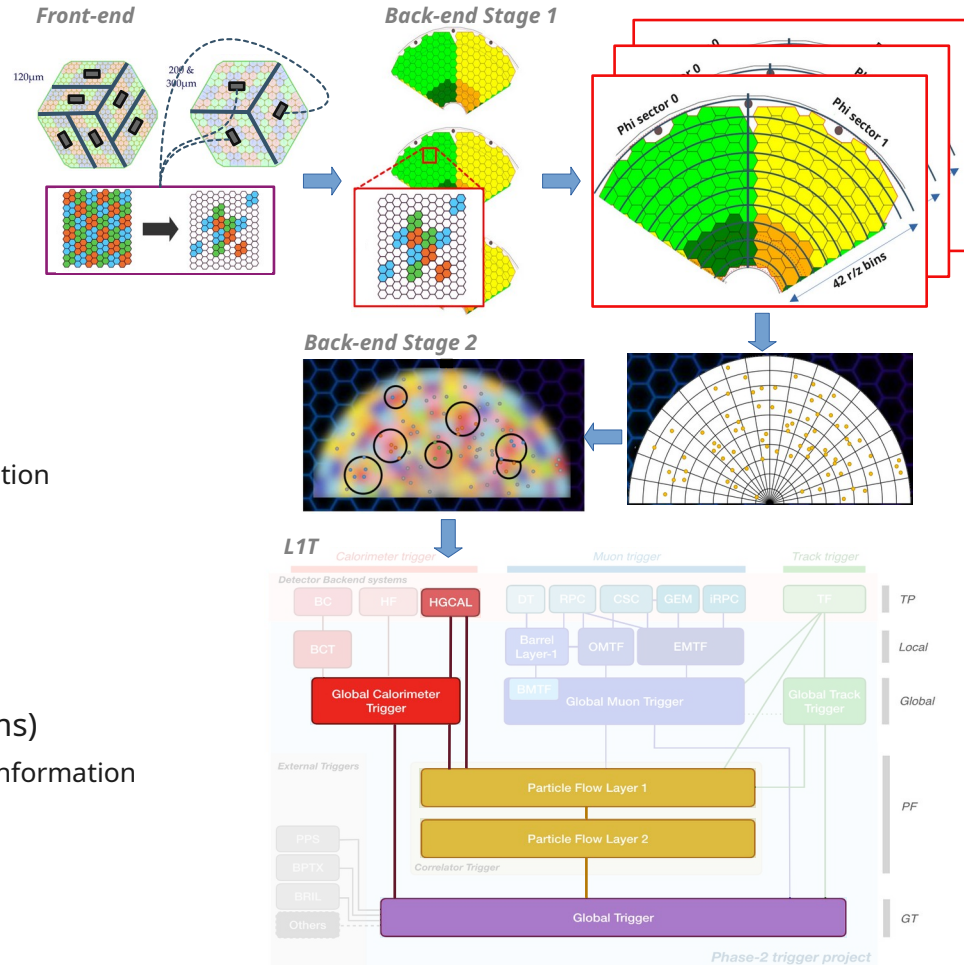 Front-end
Back-end Stage 1
120μm
200 &
300μm
Phi sector 0
Phi sector 1
42 r/z bins
Back-end Stage 2
tion
L1T
Calorimeter trigger
Muon trigger
Track trigger
Detector Backend systems
BC
HF
HGCAL
DT
RPC
CSC
GEM
iRPC
TF
TP
BCT
Barrel
Layer-1
OMTF
EMTF
Local
Global Calorimeter
Trigger
BMTF
Global Muon Trigger
Global Track
Trigger
Global
ns)
nformation
External Triggers
Particle Flow Layer 1
Particle Flow Layer 2
PF
Correlator Trigger
PPS
BPTX
BRIL
Others
Global Trigger
GT
Phase-2 trigger project